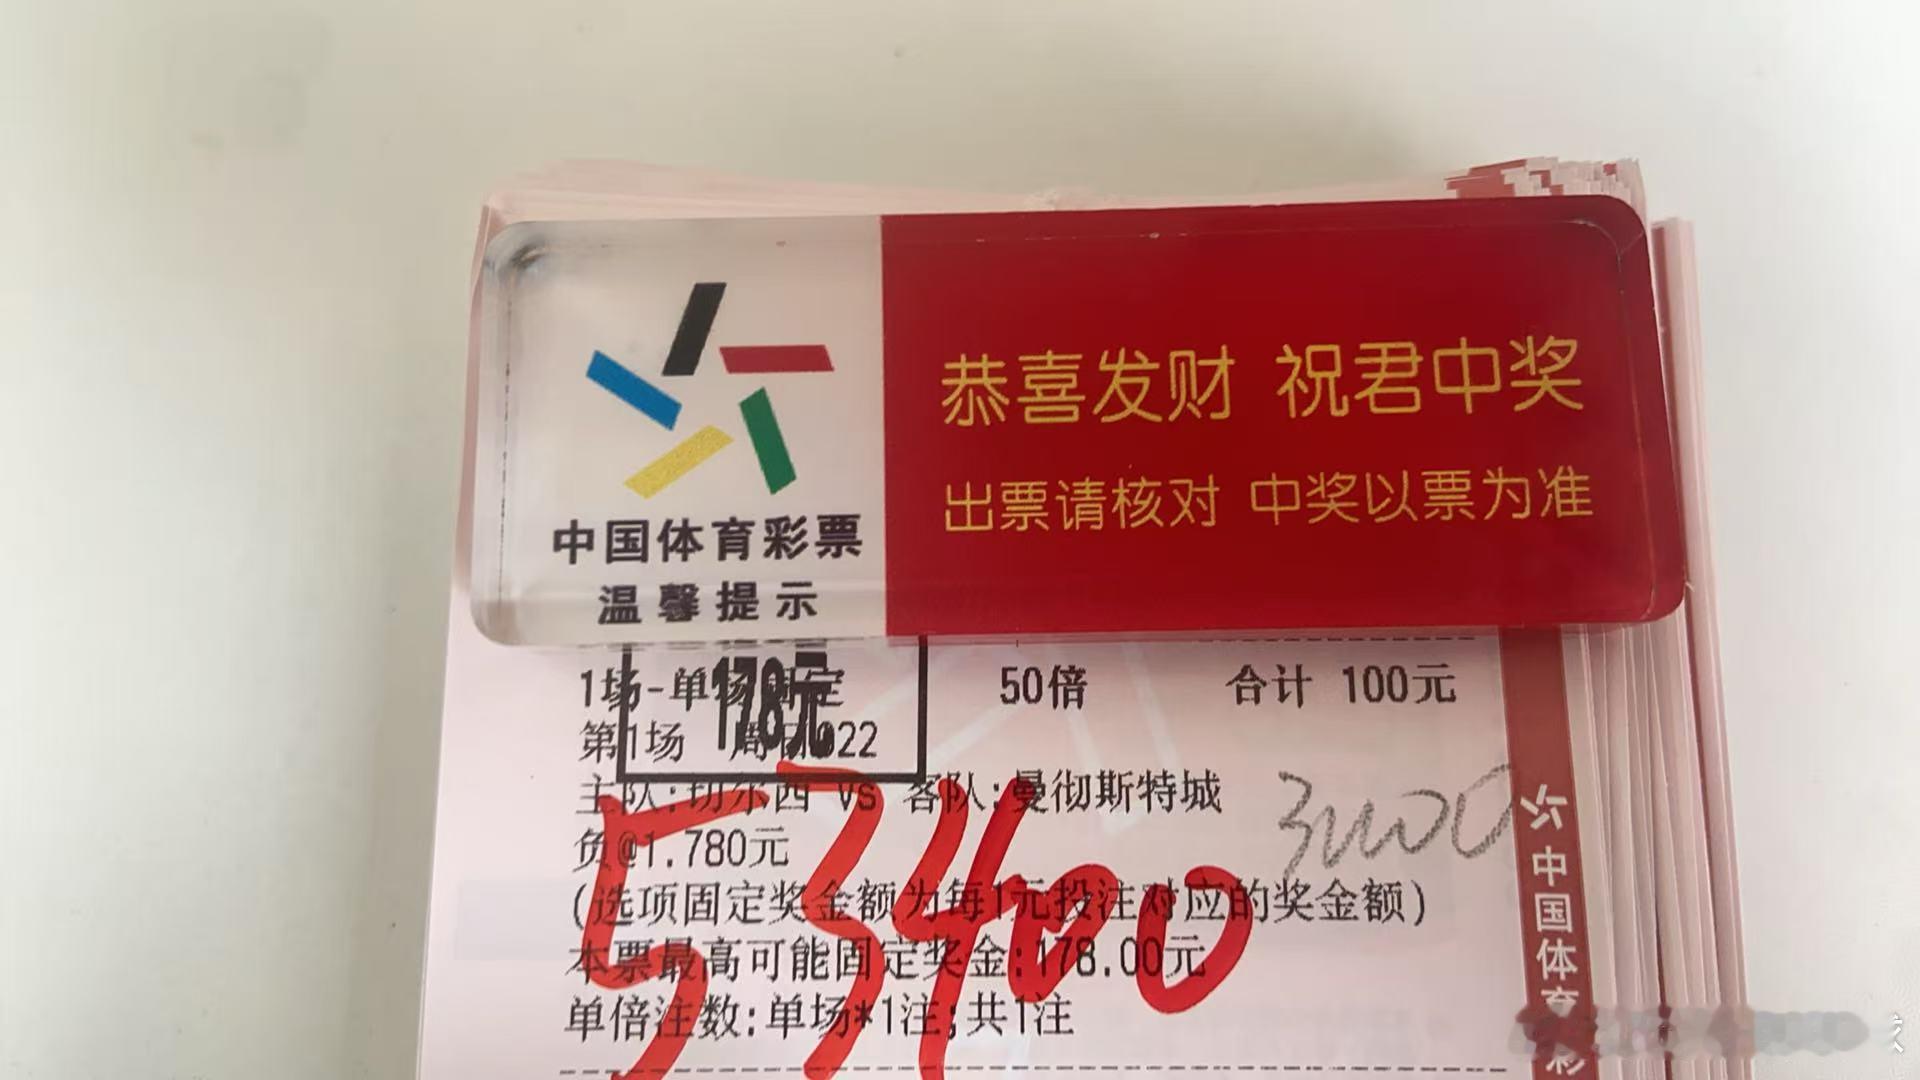 恭喜发财 祝君中奖
出票请核对 中奖以票为准
中国体育彩票
温馨提示
178元
1场-单场固定 50倍 合计 100元
第1场 周日022
主队:切尔西 Vs 客队:曼彻斯特城
负@1.780元
(选项固定奖金额为每1元投注对应的奖金额)
本票最高可能固定奖金:178.00元
单倍注数:单场*1注;共1注
53400
中国体育彩